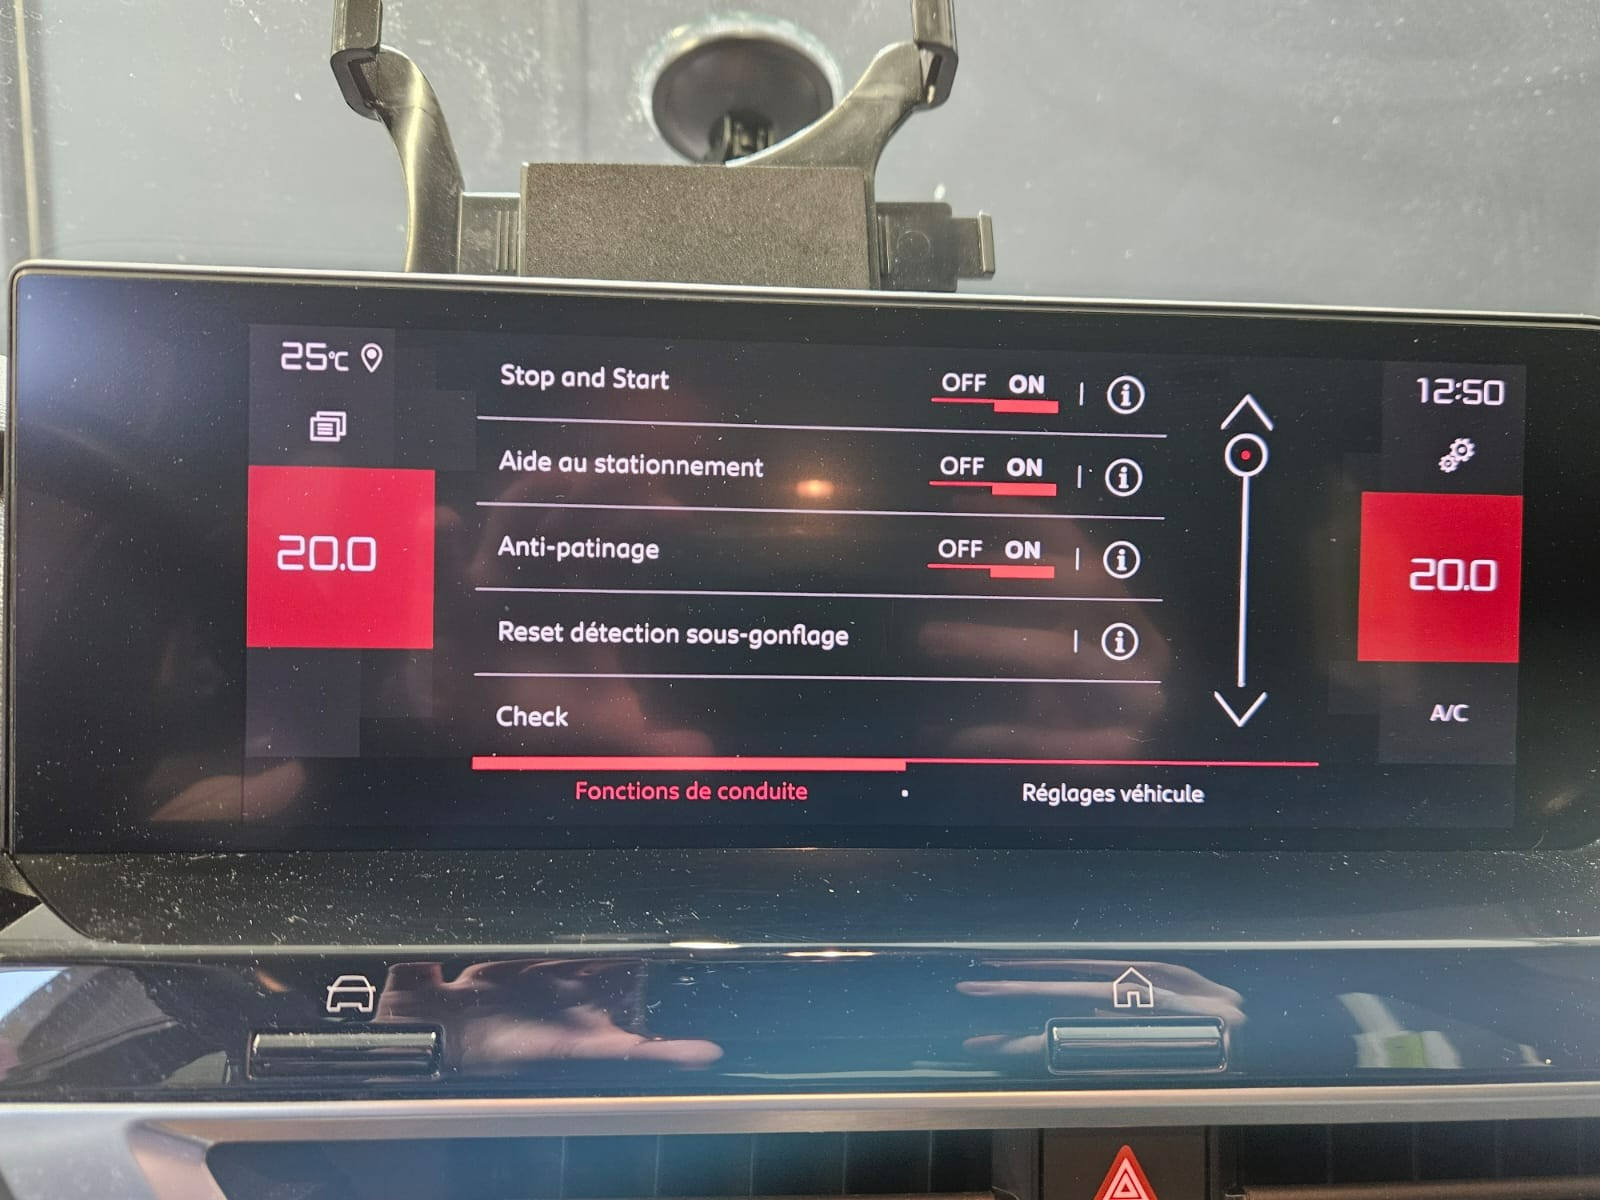 25°C
12:50
Stop and Start OFF ON
Aide au stationnement OFF ON
20.0
20.0
Anti-patinage OFF ON
Reset détection sous-gonflage
Check
A/C
Fonctions de conduite
Réglages véhicule